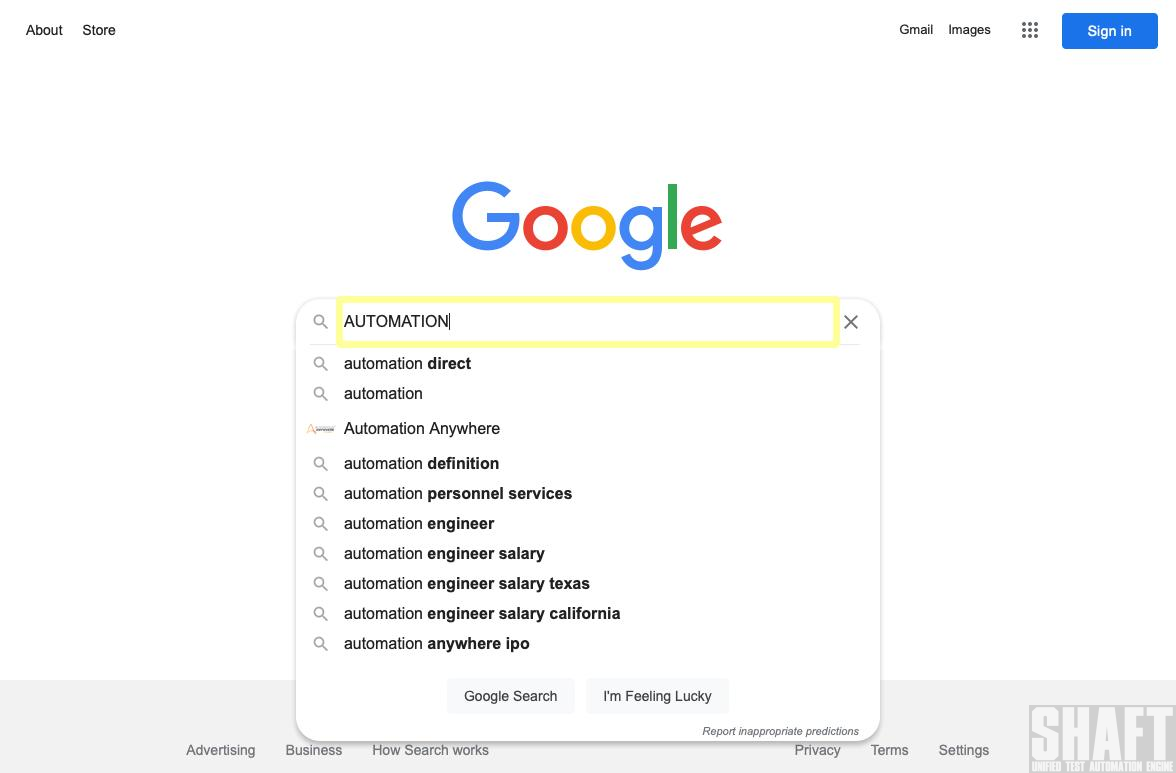 About Store Gmail Images Sign in
Google
AUTOMATION
automation direct
automation
Automation Anywhere
automation definition
automation personnel services
automation engineer
automation engineer salary
automation engineer salary texas
automation engineer salary california
automation anywhere ipo
Google Search I'm Feeling Lucky
Report inappropriate predictions
Advertising Business How Search works Privacy Terms Settings
SHAFT
UNIFIED TEST AUTOMATION ENGINE